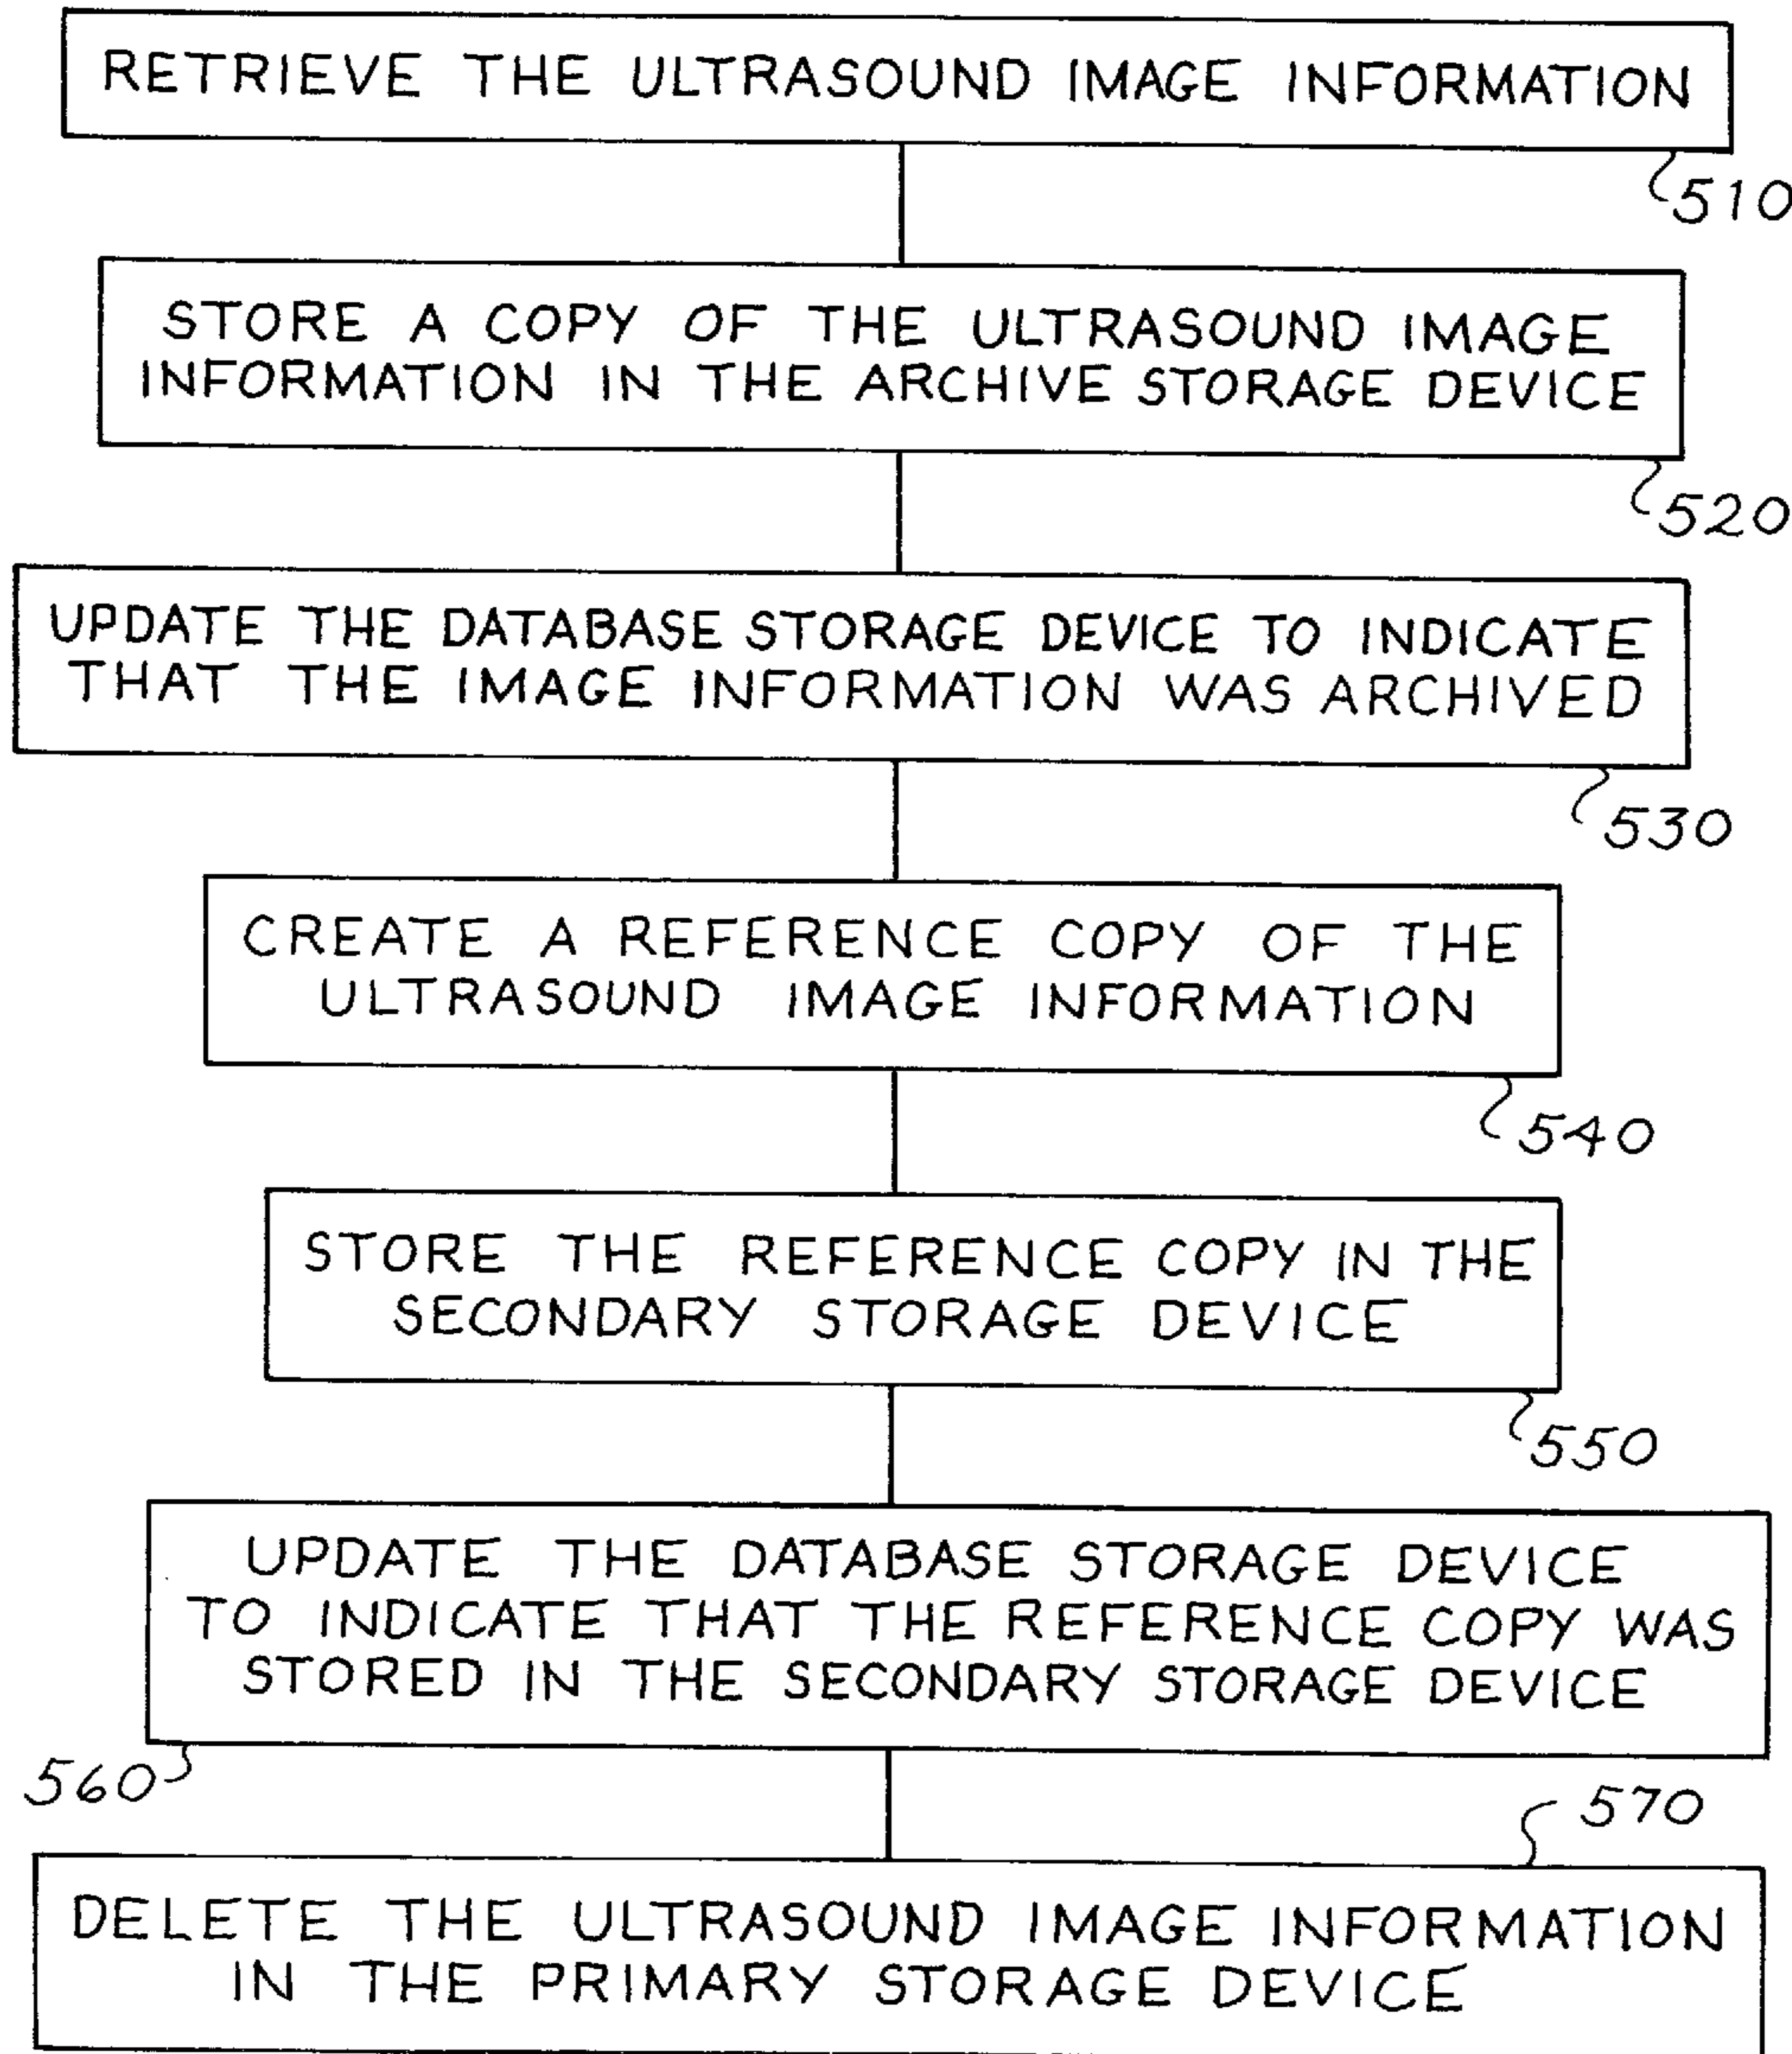 RETRIEVE THE ULTRASOUND IMAGE INFORMATION
510
STORE A COPY OF THE ULTRASOUND IMAGE
INFORMATION IN THE ARCHIVE STORAGE DEVICE
520
UPDATE THE DATABASE STORAGE DEVICE TO INDICATE
THAT THE IMAGE INFORMATION WAS ARCHIVED
530
CREATE A REFERENCE COPY OF THE
ULTRASOUND IMAGE INFORMATION
540
STORE THE REFERENCE COPY IN THE
SECONDARY STORAGE DEVICE
550
UPDATE THE DATABASE STORAGE DEVICE
TO INDICATE THAT THE REFERENCE COPY WAS
STORED IN THE SECONDARY STORAGE DEVICE
560
570
DELETE THE ULTRASOUND IMAGE INFORMATION
IN THE PRIMARY STORAGE DEVICE